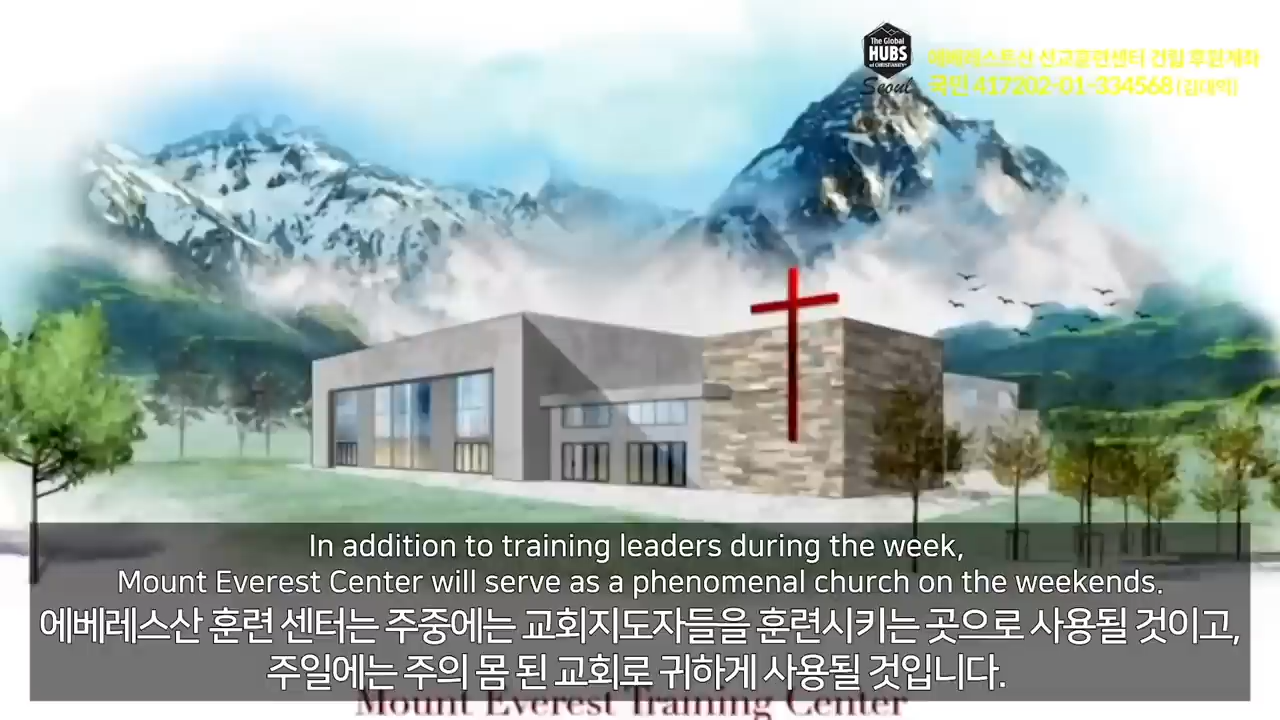 The Global
HUBS
of CHRISTIANITY
Seoul
에베레스트산 선교훈련센터 건립 후원계좌
국민 417202-01-334568 (김대억)
In addition to training leaders during the week,
Mount Everest Center will serve as a phenomenal church on the weekends.
에베레스산 훈련 센터는 주중에는 교회지도자들을 훈련시키는 곳으로 사용될 것이고,
주일에는 주의 몸 된 교회로 귀하게 사용될 것입니다.
Mount Everest Training Center